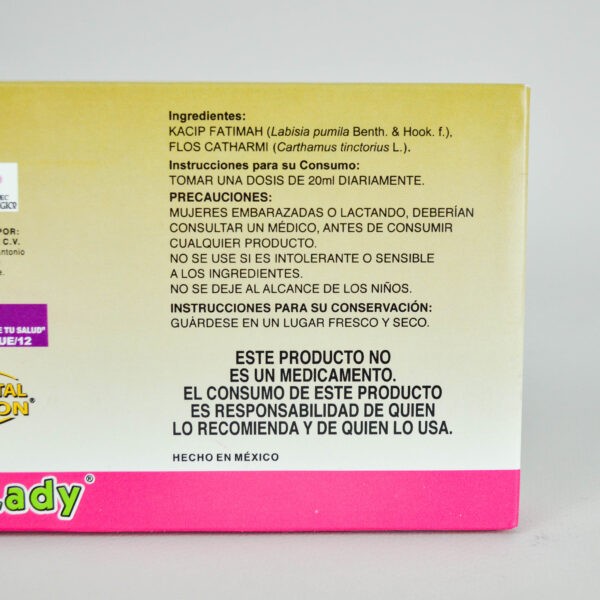 Ingredientes:
KACIP FATIMAH (Labisia pumila Benth. & Hook. f.),
FLOS CATHARMI (Carthamus tinctorius L.).
Instrucciones para su Consumo:
TOMAR UNA DOSIS DE 20ml DIARIAMENTE.
PRECAUCIONES:
MUJERES EMBARAZADAS O LACTANDO, DEBERÍAN
CONSULTAR UN MÉDICO, ANTES DE CONSUMIR
CUALQUIER PRODUCTO.
NO SE USE SI ES INTOLERANTE O SENSIBLE
A LOS INGREDIENTES.
NO SE DEJE AL ALCANCE DE LOS NIÑOS.
INSTRUCCIONES PARA SU CONSERVACIÓN:
GUÁRDESE EN UN LUGAR FRESCO Y SECO.
ESTE PRODUCTO NO
ES UN MEDICAMENTO.
EL CONSUMO DE ESTE PRODUCTO
ES RESPONSABILIDAD DE QUIEN
LO RECOMIENDA Y DE QUIEN LO USA.
HECHO EN MÉXICO
POR:
C.V.
E TU SALUD"
UE/12
TAL
ON®
Lady®